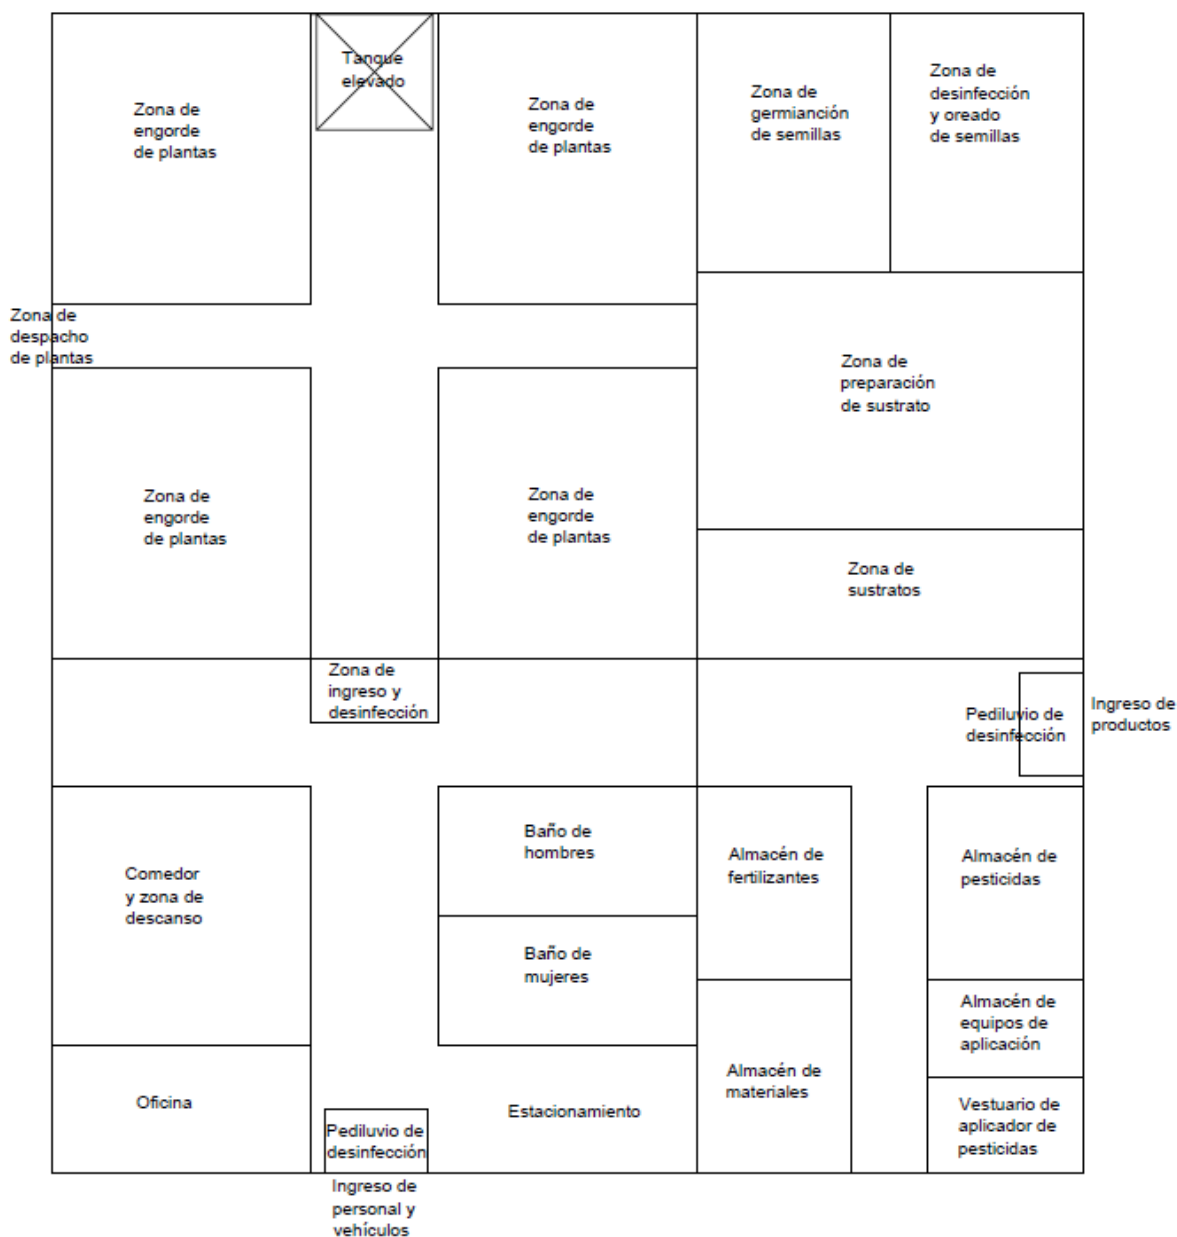 Zona de
engorde
de plantas
Tanque
elevado
Zona de
engorde
de plantas
Zona de
germianción
de semillas
Zona de
desinfección
y oreado
de semillas
Zona de
despacho
de plantas
Zona de
preparación
de sustrato
Zona de
engorde
de plantas
Zona de
engorde
de plantas
Zona de
sustratos
Zona de
ingreso y
desinfección
Pediluvio de
desinfección
Ingreso de
productos
Comedor
y zona de
descanso
Baño de
hombres
Almacén de
fertilizantes
Almacén de
pesticidas
Baño de
mujeres
Almacén de
equipos de
aplicación
Oficina
Pediluvio de
desinfección
Estacionamiento
Almacén de
materiales
Vestuario de
aplicador de
pesticidas
Ingreso de
personal y
vehículos